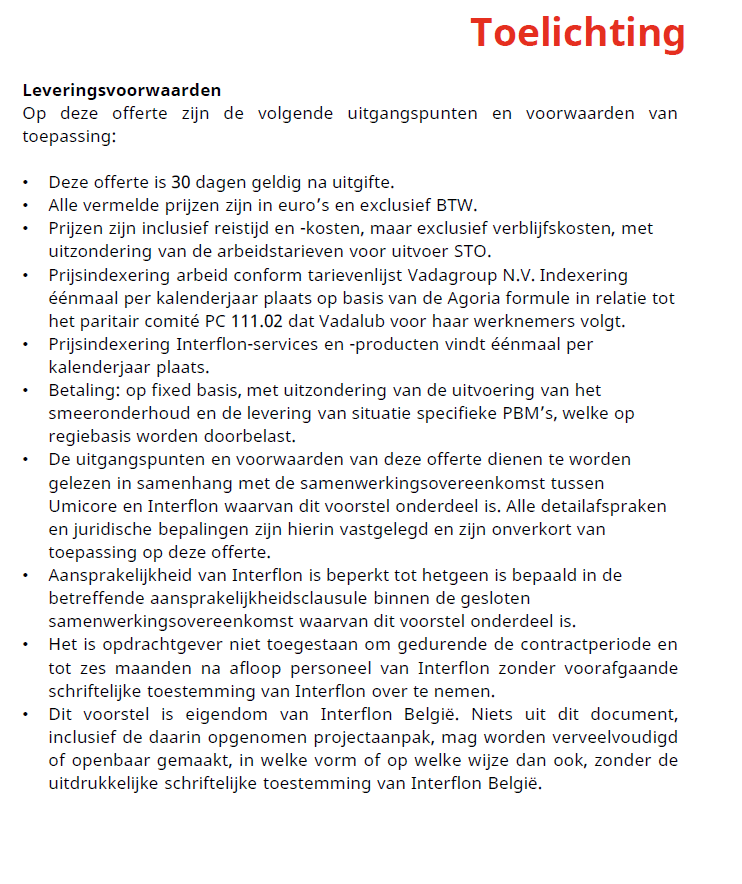 Toelichting
Leveringsvoorwaarden
Op deze offerte zijn de volgende uitgangspunten en voorwaarden van
toepassing:
• Deze offerte is 30 dagen geldig na uitgifte.
• Alle vermelde prijzen zijn in euro’s en exclusief BTW.
• Prijzen zijn inclusief reistijd en -kosten, maar exclusief verblijfskosten, met
uitzondering van de arbeidstarieven voor uitvoer STO.
• Prijsindexering arbeid conform tarievenlijst Vadagroup N.V. Indexering
éénmaal per kalenderjaar plaats op basis van de Agoria formule in relatie tot
het paritair comité PC 111.02 dat Vadalub voor haar werknemers volgt.
• Prijsindexering Interflon-services en -producten vindt éénmaal per
kalenderjaar plaats.
• Betaling: op fixed basis, met uitzondering van de uitvoering van het
smeeronderhoud en de levering van situatie specifieke PBM’s, welke op
regiebasis worden doorbelast.
• De uitgangspunten en voorwaarden van deze offerte dienen te worden
gelezen in samenhang met de samenwerkingsovereenkomst tussen
Umicore en Interflon waarvan dit voorstel onderdeel is. Alle detailafspraken
en juridische bepalingen zijn hierin vastgelegd en zijn onverkort van
toepassing op deze offerte.
• Aansprakelijkheid van Interflon is beperkt tot hetgeen is bepaald in de
betreffende aansprakelijkheidsclausule binnen de gesloten
samenwerkingsovereenkomst waarvan dit voorstel onderdeel is.
• Het is opdrachtgever niet toegestaan om gedurende de contractperiode en
tot zes maanden na afloop personeel van Interflon zonder voorafgaande
schriftelijke toestemming van Interflon over te nemen.
• Dit voorstel is eigendom van Interflon België. Niets uit dit document,
inclusief de daarin opgenomen projectaanpak, mag worden verveelvoudigd
of openbaar gemaakt, in welke vorm of op welke wijze dan ook, zonder de
uitdrukkelijke schriftelijke toestemming van Interflon België.